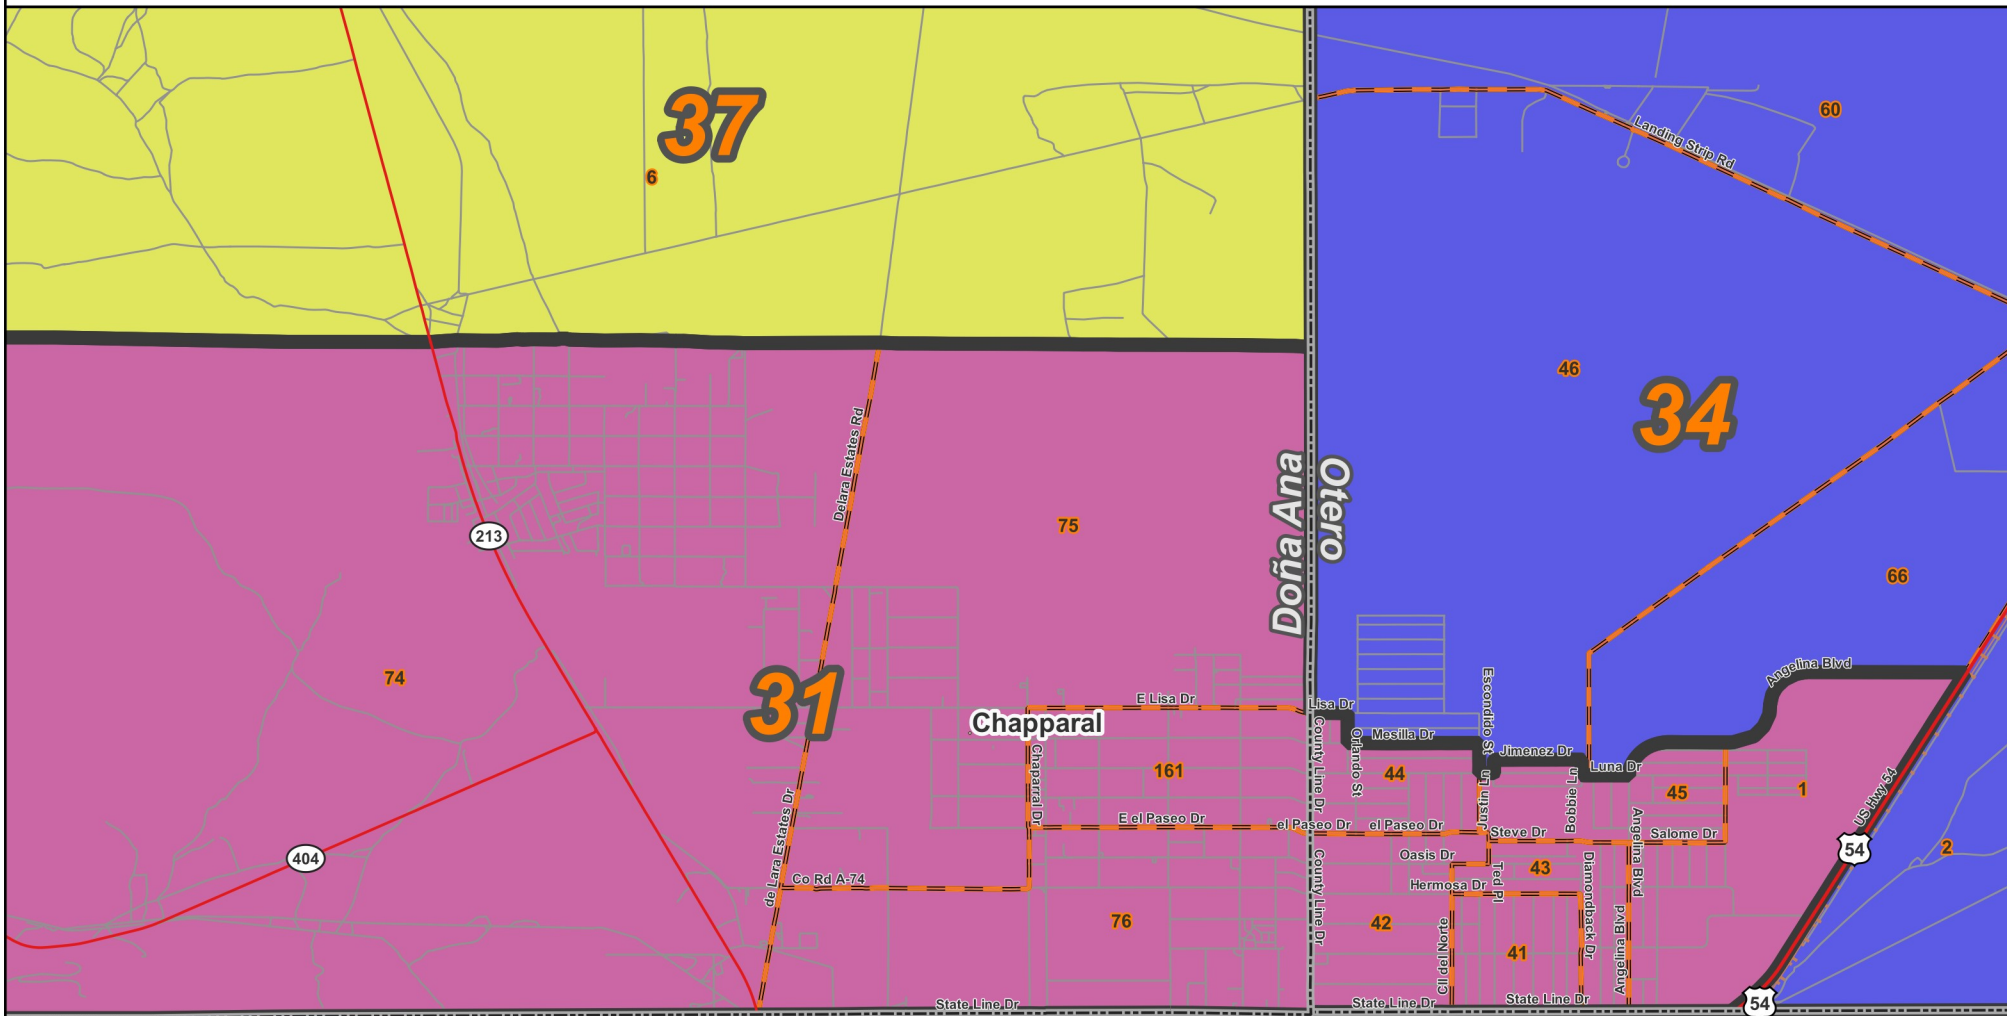 37
6
60
Landing Strip Rd
46
34
Delara Estates Rd
75
Doña Ana
Otero
213
66
74
31
Chapparal
E Lisa Dr
Lisa Dr
Angelina Blvd
Escondido St
Mesilla Dr
Jimenez Dr
Luna Dr
Chaparral Dr
161
County Line Dr
Orlando St
44
Justin Ln
Bobbie Ln
45
1
US Hwy 54
54
2
de Lara Estates Dr
E el Paseo Dr
el Paseo Dr
el Paseo Dr
Steve Dr
Salome Dr
Angelina Blvd
404
Co Rd A-74
Oasis Dr
43
Hermosa Dr
Ted Pl
Diamondback Dr
County Line Dr
76
42
41
Cll del Norte
Angelina Blvd
State Line Dr
State Line Dr
State Line Dr
54